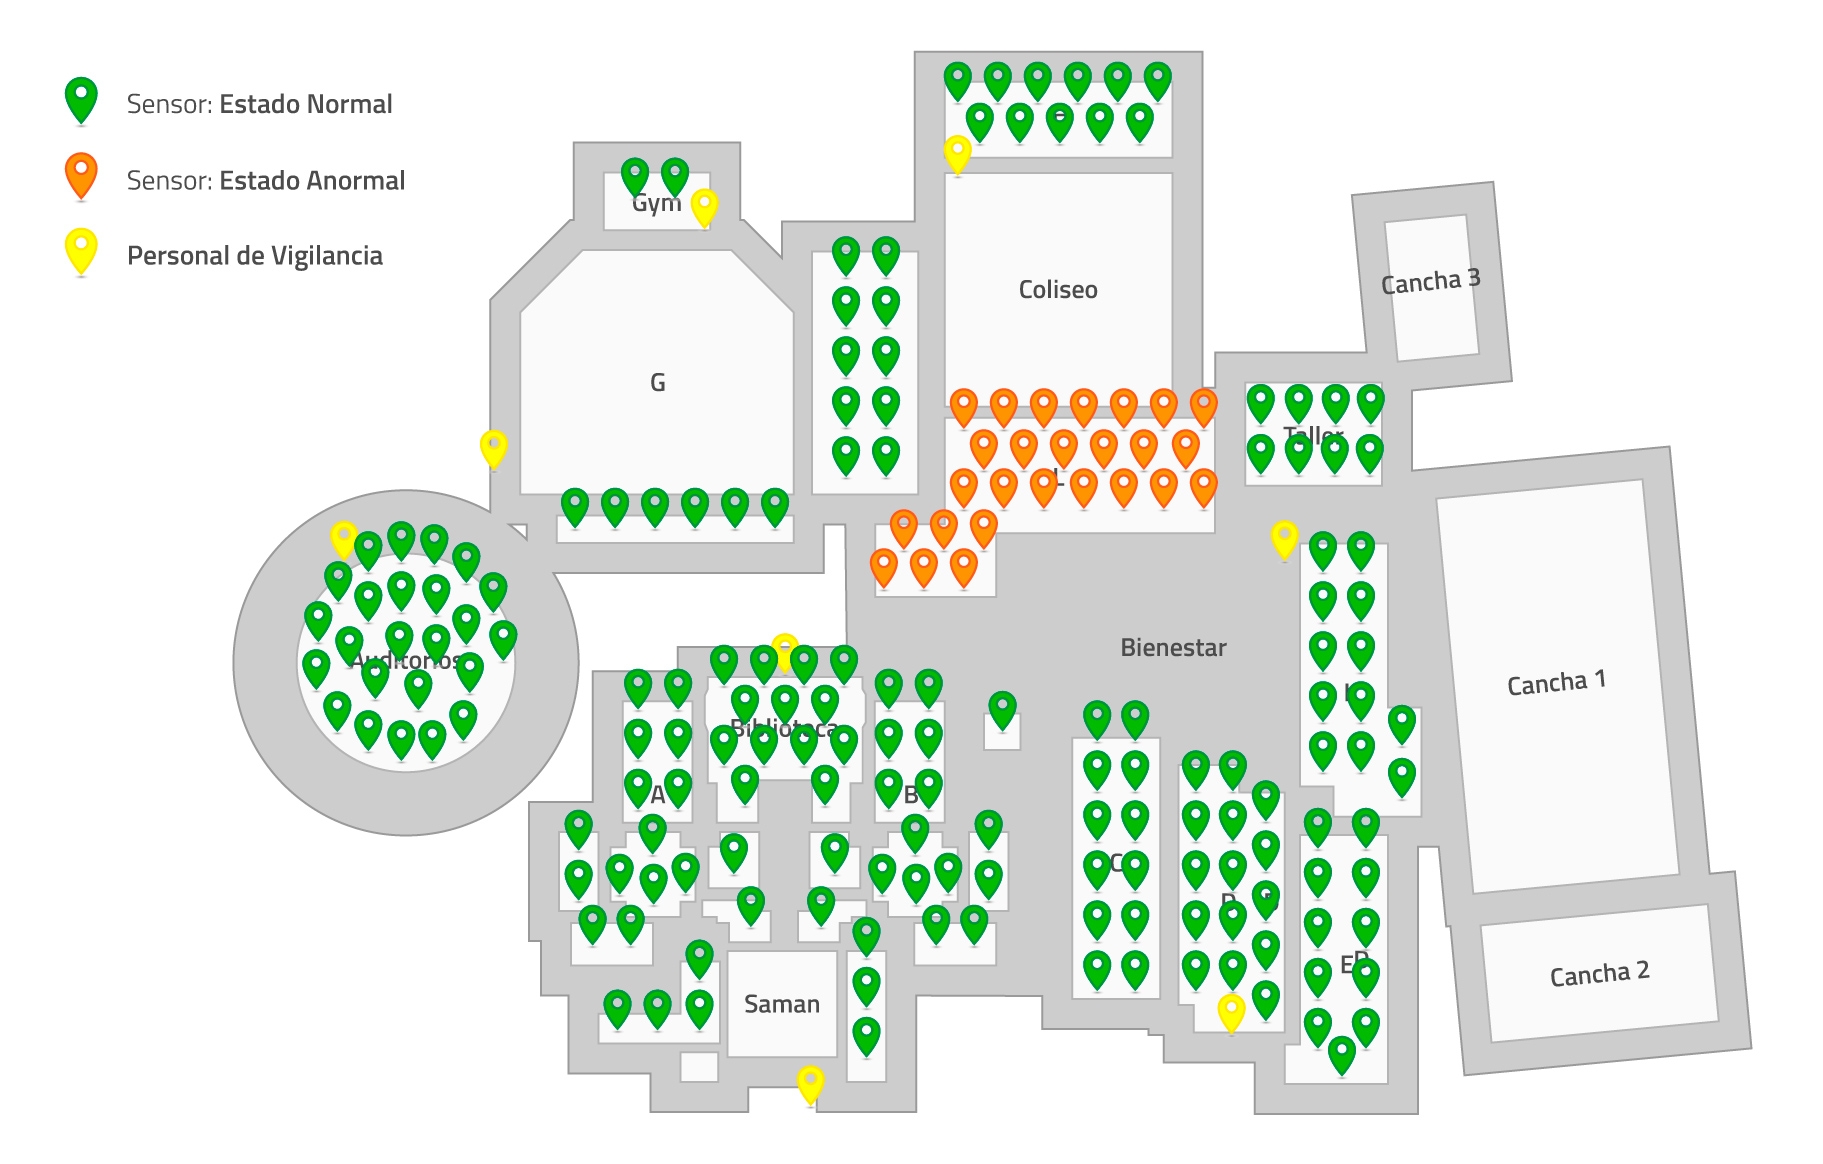 Sensor: Estado Normal
Sensor: Estado Anormal
Personal de Vigilancia
Gym
Coliseo
Cancha 3
G
Taller
L
Bienestar
Auditorios
Cancha 1
Biblioteca
A
B
C
D
E
Cancha 2
Saman